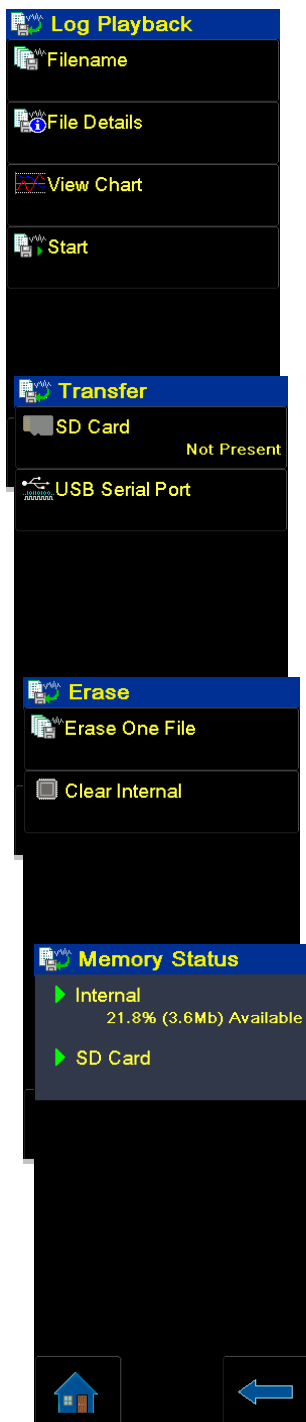 Log Playback
Filename
File Details
View Chart
Start
Transfer
SD Card
Not Present
USB Serial Port
Erase
Erase One File
Clear Internal
Memory Status
Internal
21.8% (3.6Mb) Available
SD Card